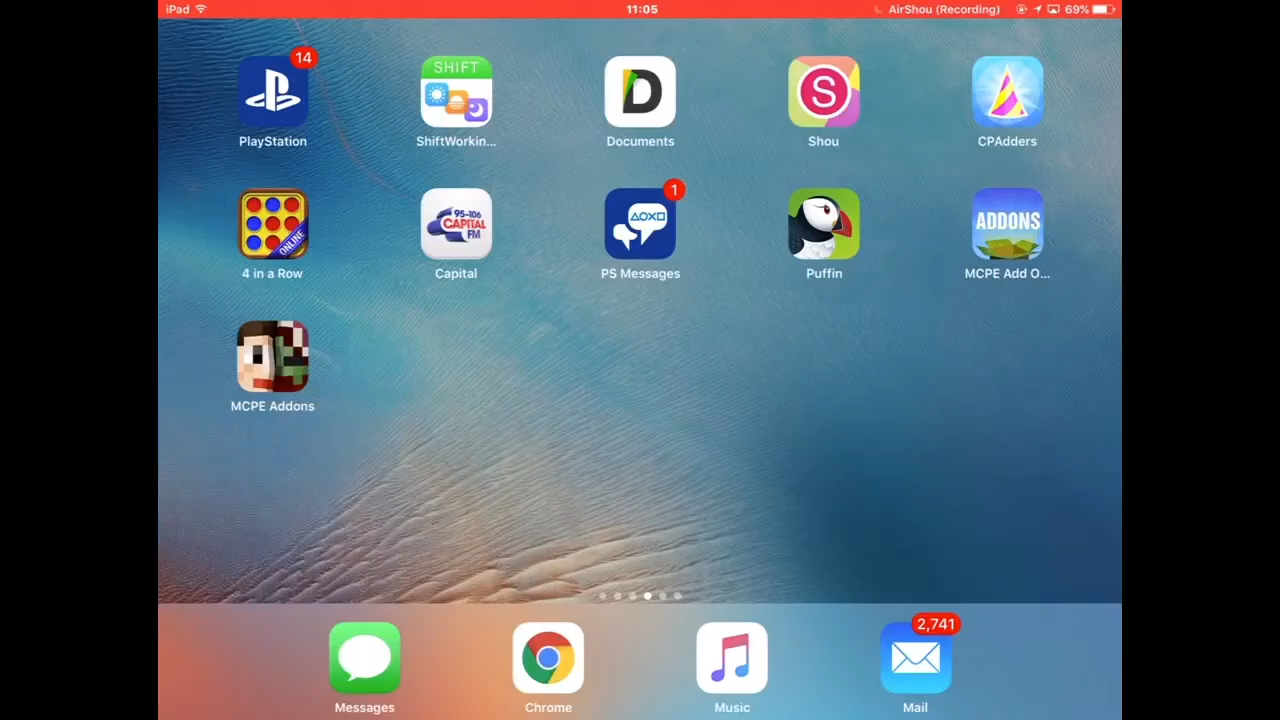 iPad 11:05 AirShou (Recording) 69%
14
SHIFT
D
S
PlayStation ShiftWorkin... Documents Shou CPAdders
1
ONLINE
95-106
CAPITAL
FM
ADDONS
4 in a Row Capital PS Messages Puffin MCPE Add O...
MCPE Addons
2,741
Messages Chrome Music Mail